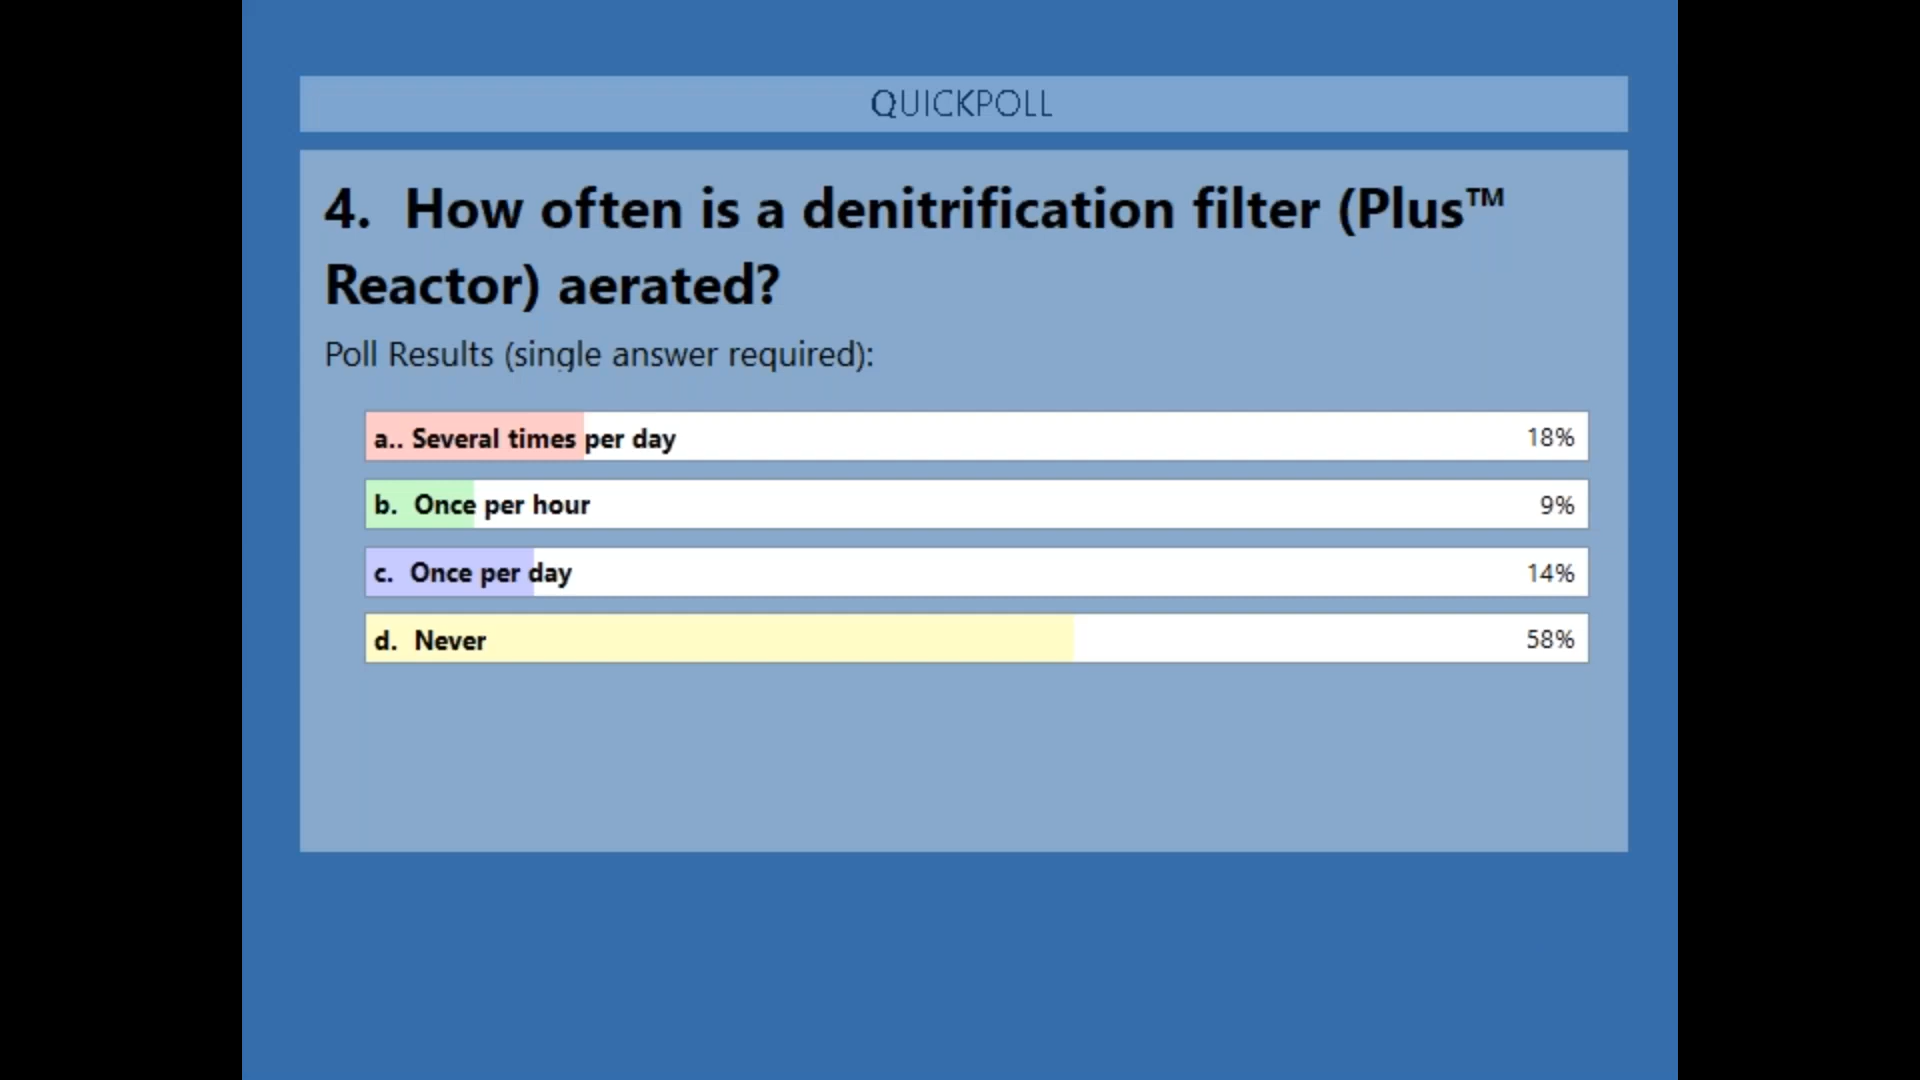 QUICKPOLL
4. How often is a denitrification filter (Plus™
Reactor) aerated?
Poll Results (single answer required):
a.. Several times per day 18%
b. Once per hour 9%
c. Once per day 14%
d. Never 58%